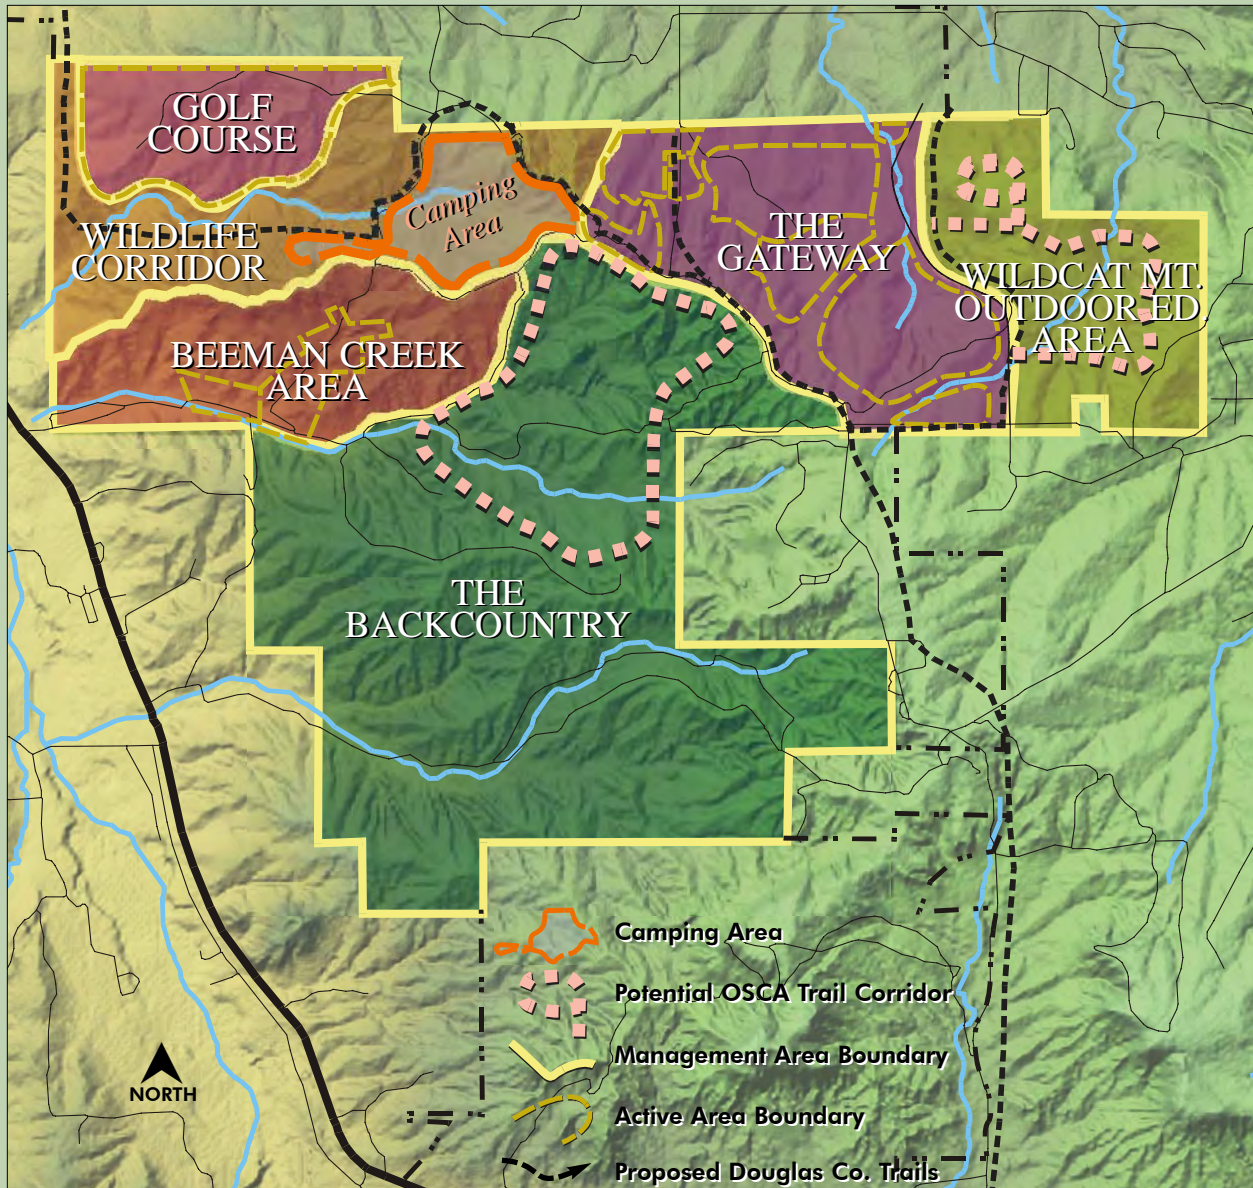 GOLF
COURSE
Camping
Area
WILDLIFE
CORRIDOR
THE
GATEWAY
WILDCAT MT.
OUTDOOR ED.
AREA
BEEMAN CREEK
AREA
THE
BACKCOUNTRY
Camping Area
Potential OSCA Trail Corridor
Management Area Boundary
NORTH
Active Area Boundary
Proposed Douglas Co. Trails